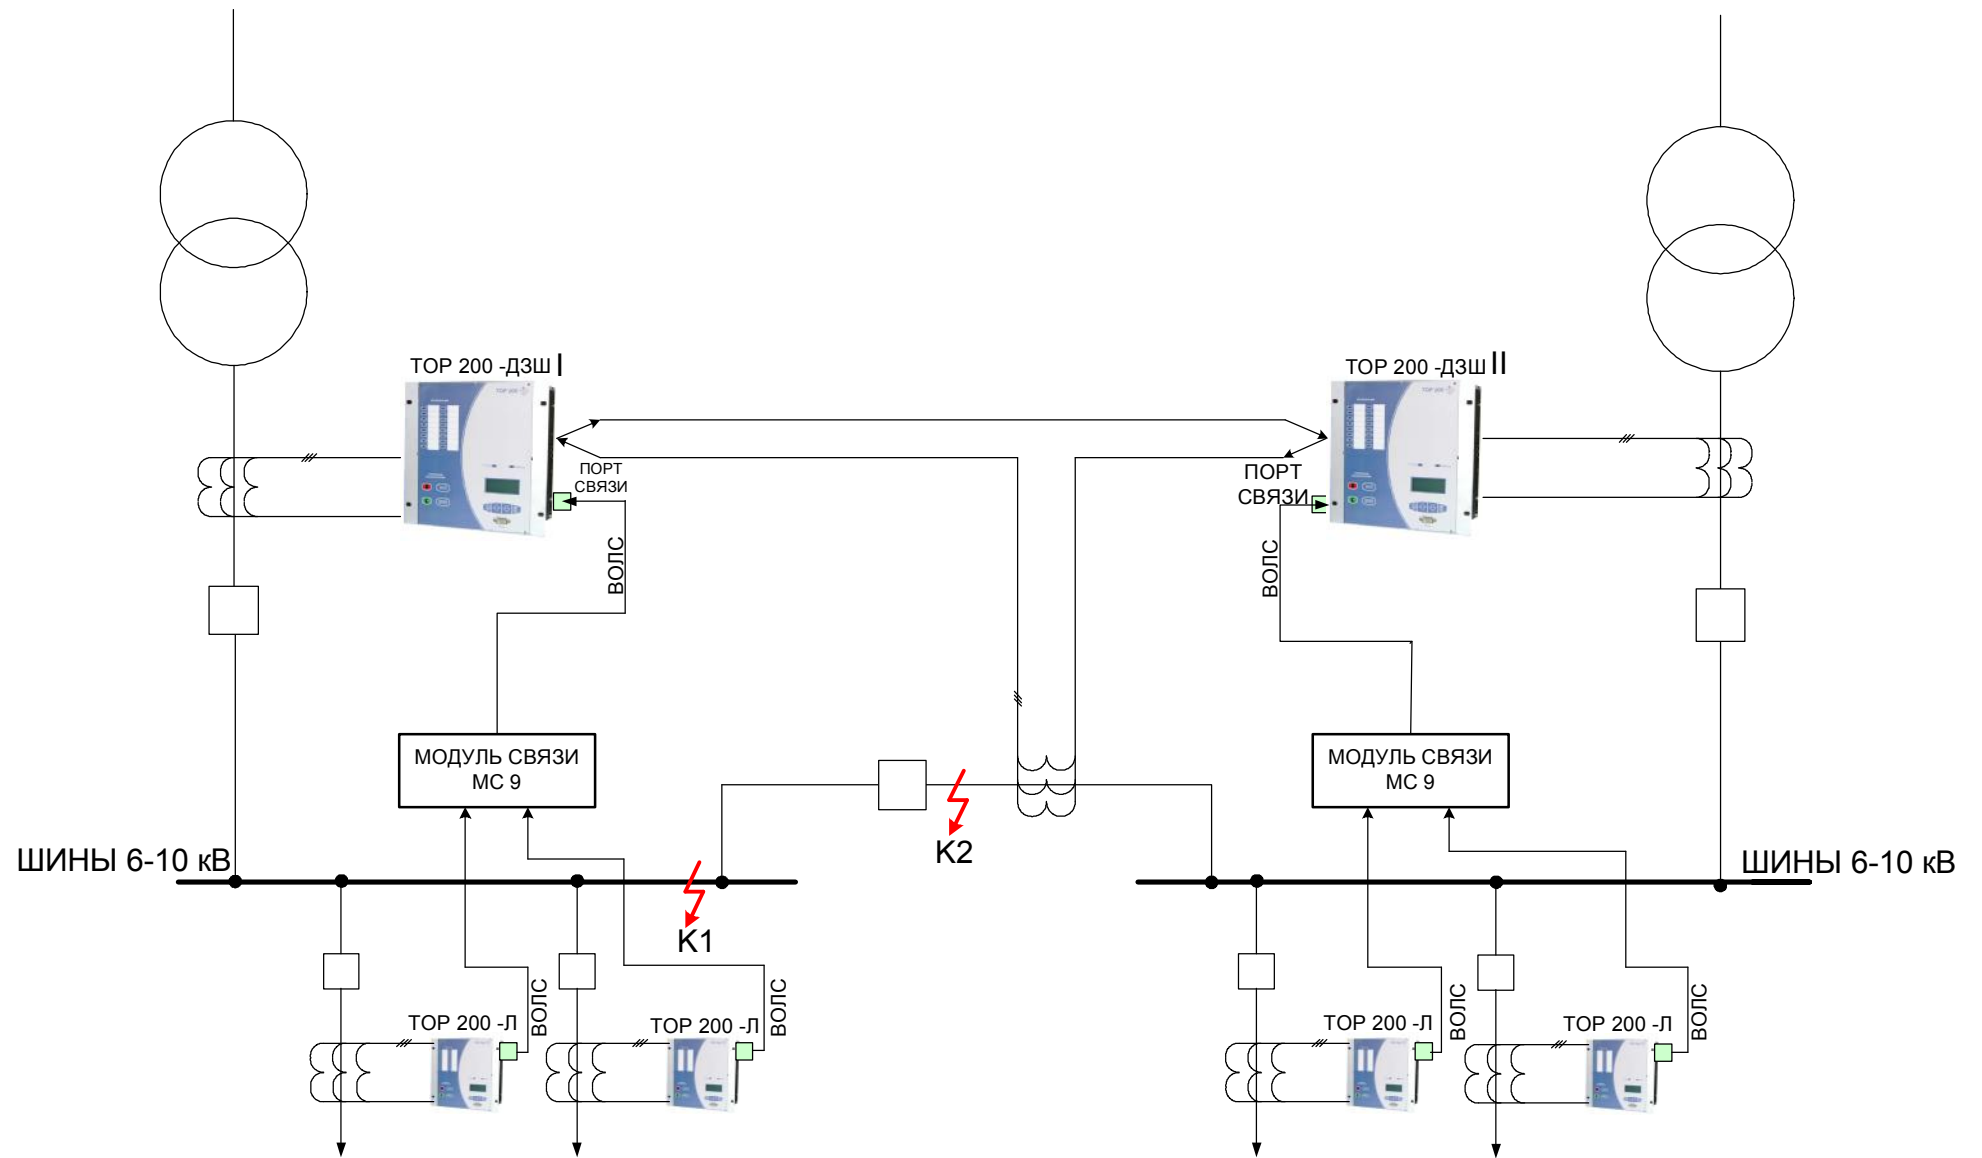 ТОР 200 -ДЗШ I
ТОР 200 -ДЗШ II
ПОРТ
СВЯЗИ
ПОРТ
СВЯЗИ
ВОЛС
ВОЛС
МОДУЛЬ СВЯЗИ
МС 9
МОДУЛЬ СВЯЗИ
МС 9
К2
ШИНЫ 6-10 кВ
ШИНЫ 6-10 кВ
К1
ТОР 200 -Л
ВОЛС
ТОР 200 -Л
ВОЛС
ТОР 200 -Л
ВОЛС
ТОР 200 -Л
ВОЛС